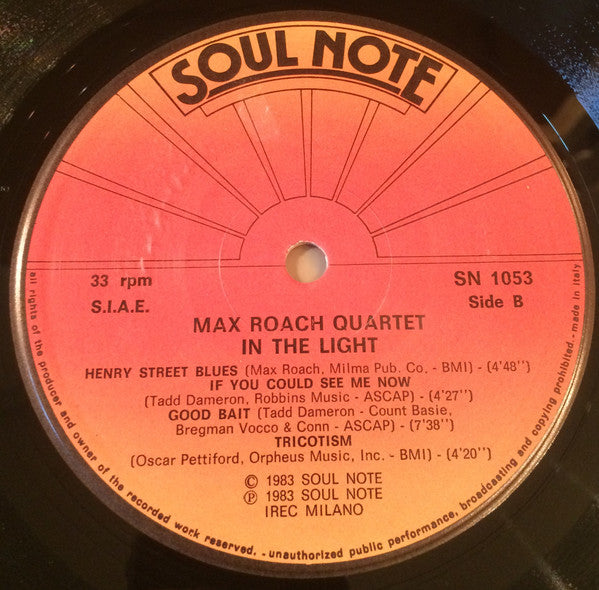 SOUL NOTE
33 rpm
SN 1053
S.I.A.E.
Side B
MAX ROACH QUARTET
IN THE LIGHT
HENRY STREET BLUES (Max Roach, Milma Pub. Co. - BMI) - (4'48")
IF YOU COULD SEE ME NOW
(Tadd Dameron, Robbins Music - ASCAP) - (4'27")
GOOD BAIT (Tadd Dameron - Count Basie,
Bregman Vocco & Conn - ASCAP) - (7'38")
TRICOTISM
(Oscar Pettiford, Orpheus Music, Inc. - BMI) - (4'20")
© 1983 SOUL NOTE
℗ 1983 SOUL NOTE
IREC MILANO
all rights of the producer and owner of the recorded work reserved. - unauthorized public performance, broadcasting and copying prohibited - made in Italy